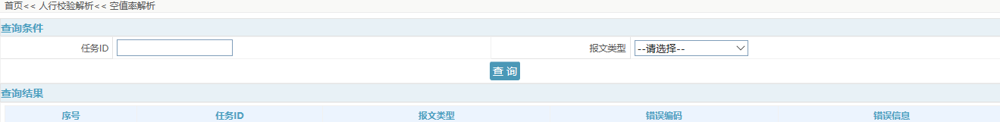 首页<< 人行校验解析<< 空值率解析
查询条件
任务ID 报文类型 --请选择--
查 询
查询结果
序号 任务ID 报文类型 错误编码 错误信息